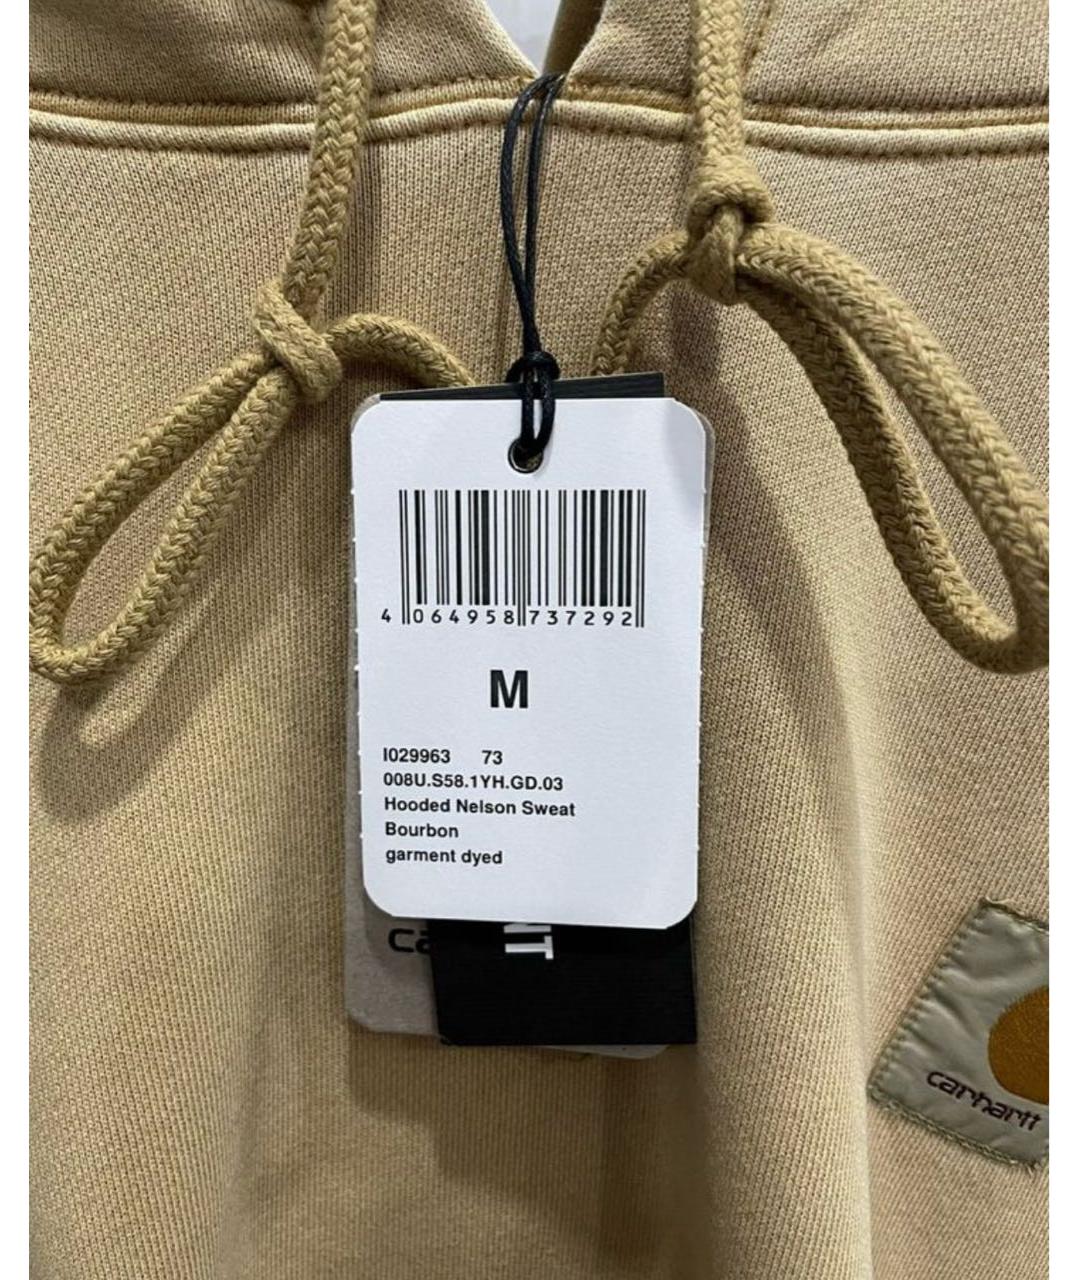 4 064958 737292
M
I029963 73
008U.S58.1YH.GD.03
Hooded Nelson Sweat
Bourbon
garment dyed
carhartt